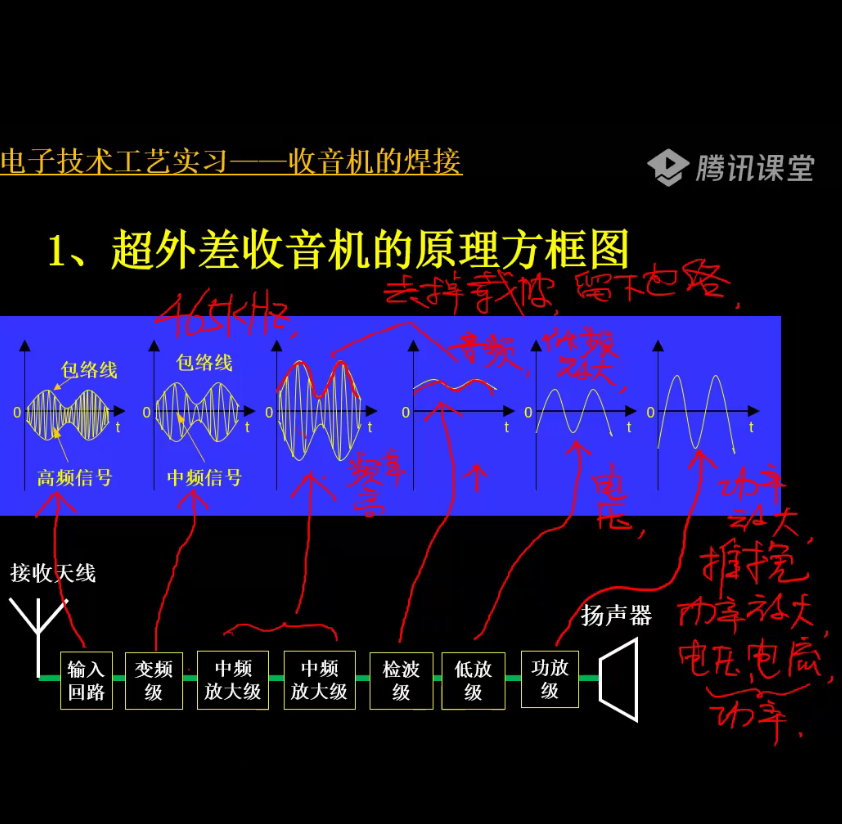 电子技术工艺实习——收音机的焊接
腾讯课堂
1、超外差收音机的原理方框图
去掉载波,留下包络,
465KHz,
音频,
低频
放大,
包络线
包络线
0
t
0
t
0
t
0
t
0
t
0
t
高频信号
中频信号
频率
高
电
压,
功率
放大,
推挽
功率放大,
电压,电流,
功率.
接收天线
扬声器
输入
回路
变频
级
中频
放大级
中频
放大级
检波
级
低放
级
功放
级